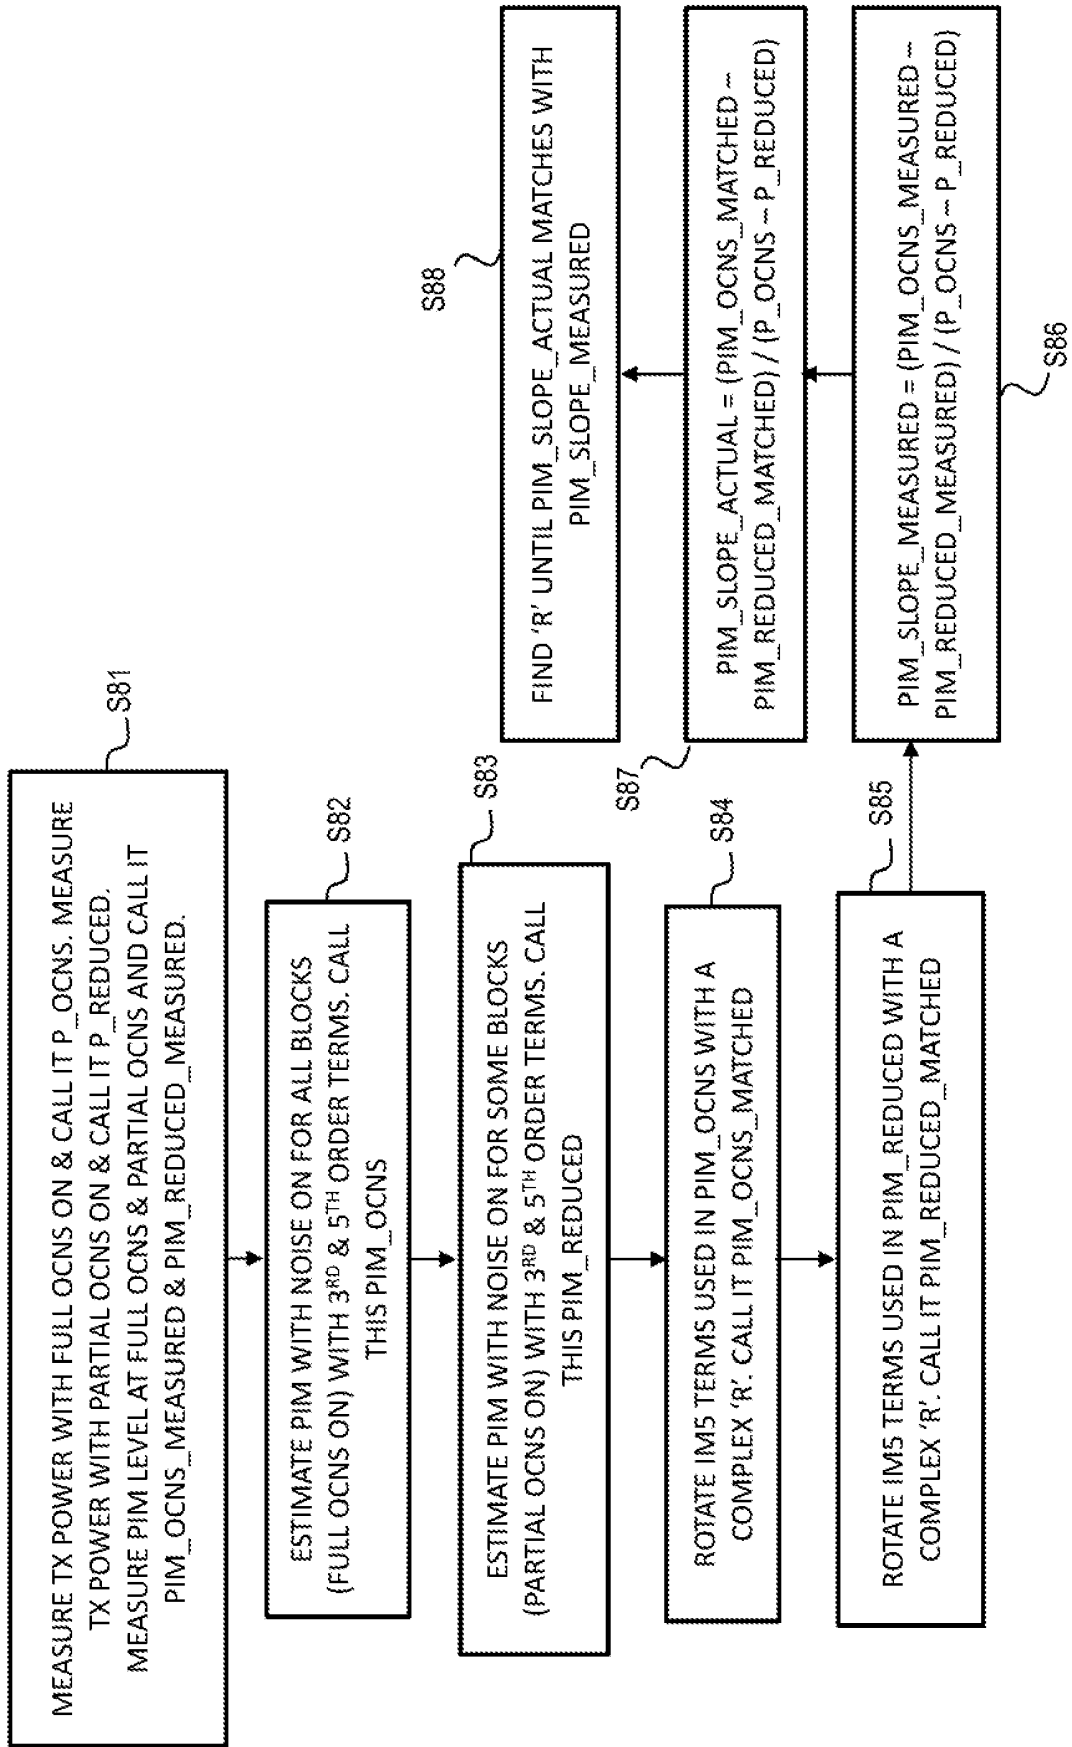 MEASURE TX POWER WITH FULL OCNS ON & CALL IT P_OCNS. MEASURE
TX POWER WITH PARTIAL OCNS ON & CALL IT P_REDUCED.
MEASURE PIM LEVEL AT FULL OCNS & PARTIAL OCNS AND CALL IT
PIM_OCNS_MEASURED & PIM_REDUCED_MEASURED.
S81
ESTIMATE PIM WITH NOISE ON FOR ALL BLOCKS
(FULL OCNS ON) WITH 3RD & 5TH ORDER TERMS. CALL
THIS PIM_OCNS
S82
ESTIMATE PIM WITH NOISE ON FOR SOME BLOCKS
(PARTIAL OCNS ON) WITH 3RD & 5TH ORDER TERMS. CALL
THIS PIM_REDUCED
S83
ROTATE IM5 TERMS USED IN PIM_OCNS WITH A
COMPLEX ‘R’. CALL IT PIM_OCNS_MATCHED
S84
ROTATE IM5 TERMS USED IN PIM_REDUCED WITH A
COMPLEX ‘R’. CALL IT PIM_REDUCED_MATCHED
S85
PIM_SLOPE_MEASURED = (PIM_OCNS_MEASURED –
PIM_REDUCED_MEASURED) / (P_OCNS – P_REDUCED)
S86
PIM_SLOPE_ACTUAL = (PIM_OCNS_MATCHED –
PIM_REDUCED_MATCHED) / (P_OCNS – P_REDUCED)
S87
FIND ‘R’ UNTIL PIM_SLOPE_ACTUAL MATCHES WITH
PIM_SLOPE_MEASURED
S88